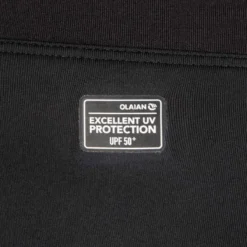 OLAIAN
EXCELLENT UV
PROTECTION
UPF 50+